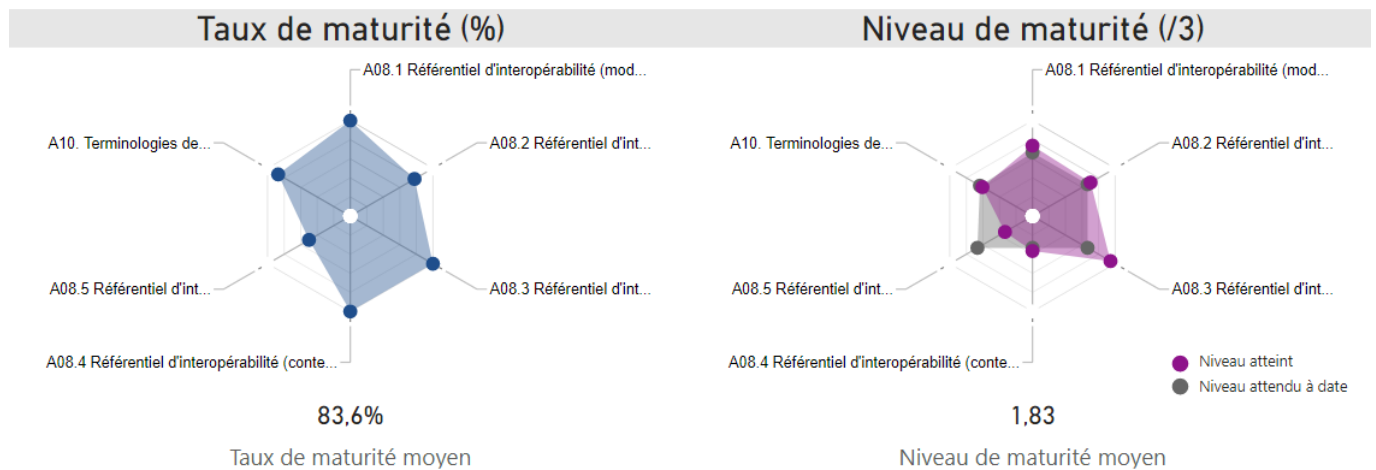 Taux de maturité (%)
A08.1 Référentiel d'interopérabilité (mod...
A10. Terminologies de...
A08.2 Référentiel d'int...
A08.5 Référentiel d'int...
A08.3 Référentiel d'int...
A08.4 Référentiel d'interopérabilité (conte...
83,6%
Taux de maturité moyen
Niveau de maturité (/3)
A08.1 Référentiel d'interopérabilité (mod...
A10. Terminologies de...
A08.2 Référentiel d'int...
A08.5 Référentiel d'int...
A08.3 Référentiel d'int...
A08.4 Référentiel d'interopérabilité (conte...
Niveau atteint
Niveau attendu à date
1,83
Niveau de maturité moyen